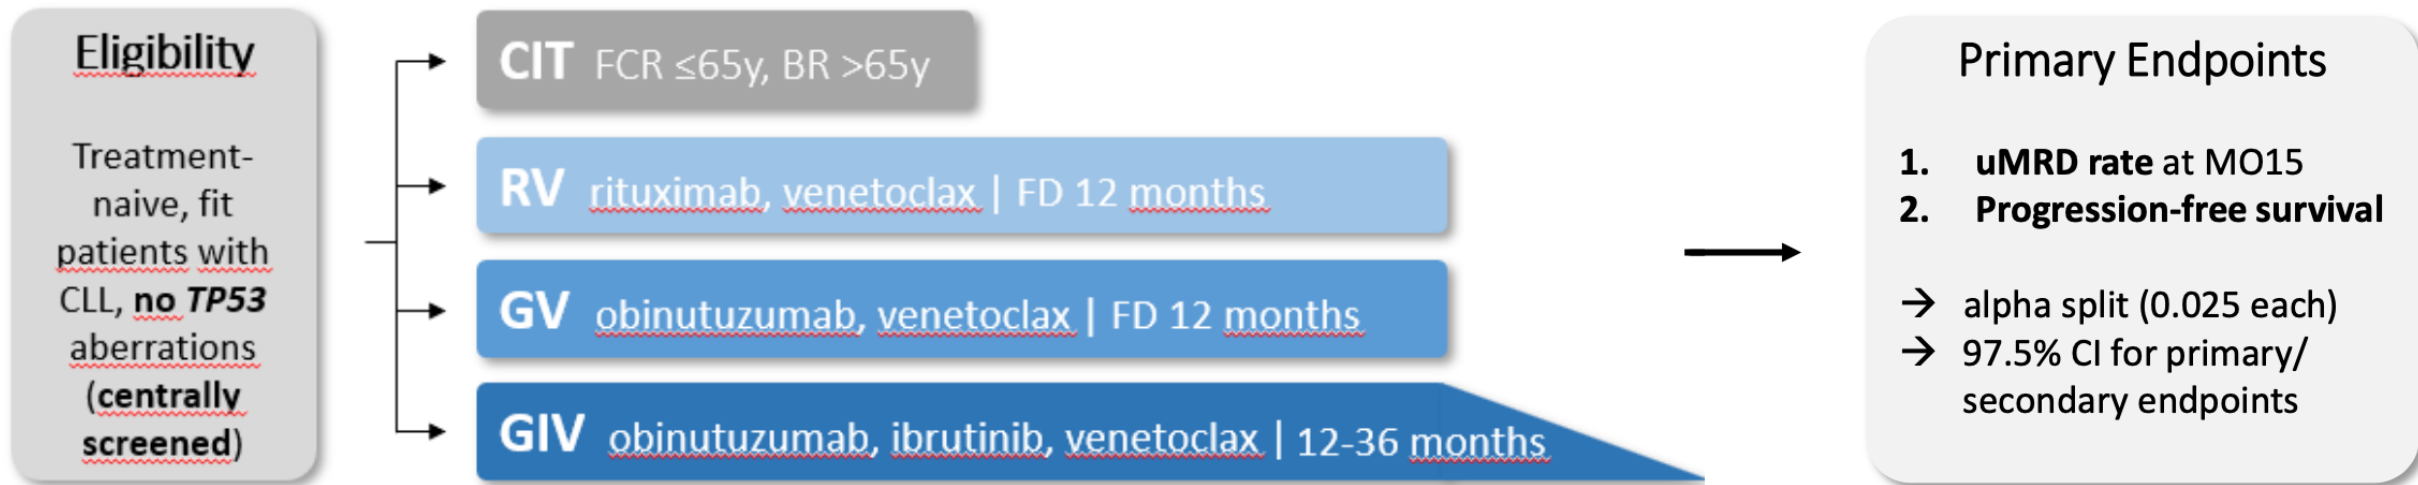 Eligibility
Treatment-
naive, fit
patients with
CLL, no TP53
aberrations
(centrally
screened)
CIT FCR ≤65y, BR >65y
RV rituximab, venetoclax | FD 12 months
GV obinutuzumab, venetoclax | FD 12 months
GIV obinutuzumab, ibrutinib, venetoclax | 12-36 months
Primary Endpoints
1. uMRD rate at MO15
2. Progression-free survival
→ alpha split (0.025 each)
→ 97.5% CI for primary/
secondary endpoints